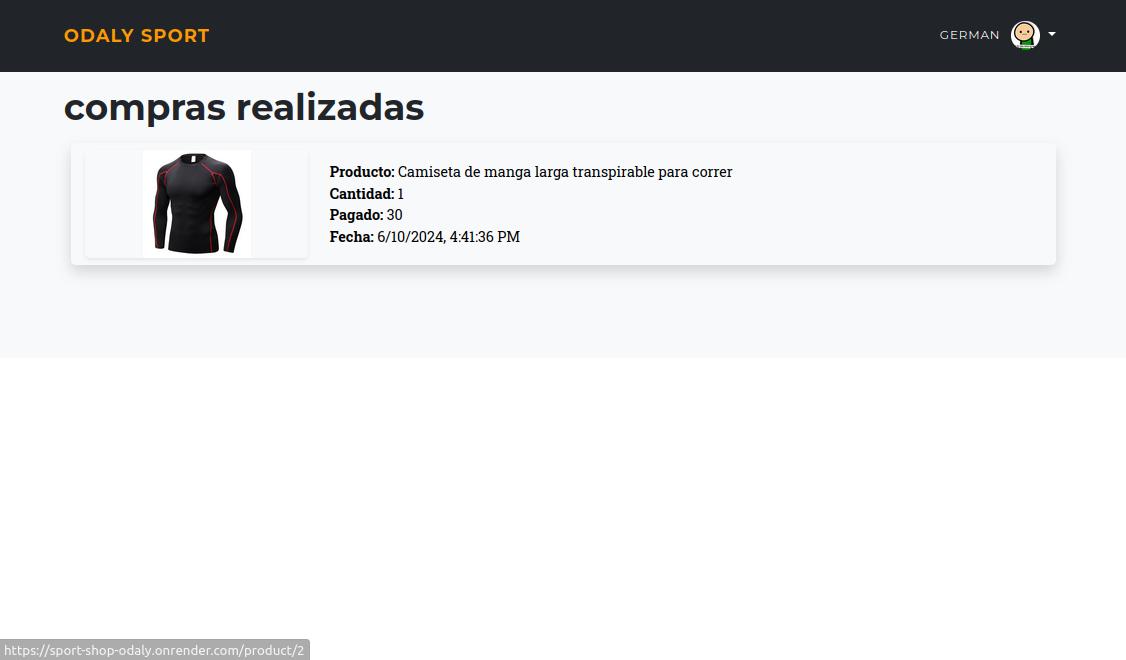 ODALY SPORT
GERMAN
compras realizadas
Producto: Camiseta de manga larga transpirable para correr
Cantidad: 1
Pagado: 30
Fecha: 6/10/2024, 4:41:36 PM
https://sport-shop-odaly.onrender.com/product/2